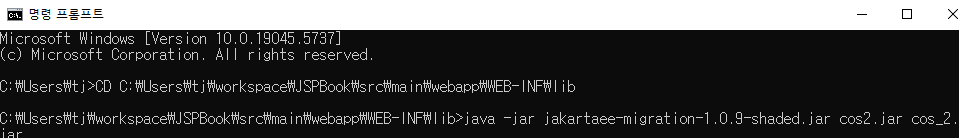 명령 프롬프트
Microsoft Windows [Version 10.0.19045.5737]
(c) Microsoft Corporation. All rights reserved.
C:₩Users₩tj>CD C:₩Users₩tj₩workspace₩JSPBook₩src₩main₩webapp₩WEB-INF₩lib
C:₩Users₩tj₩workspace₩JSPBook₩src₩main₩webapp₩WEB-INF₩lib>java -jar jakartaee-migration-1.0.9-shaded.jar cos2.jar cos_2.
jar